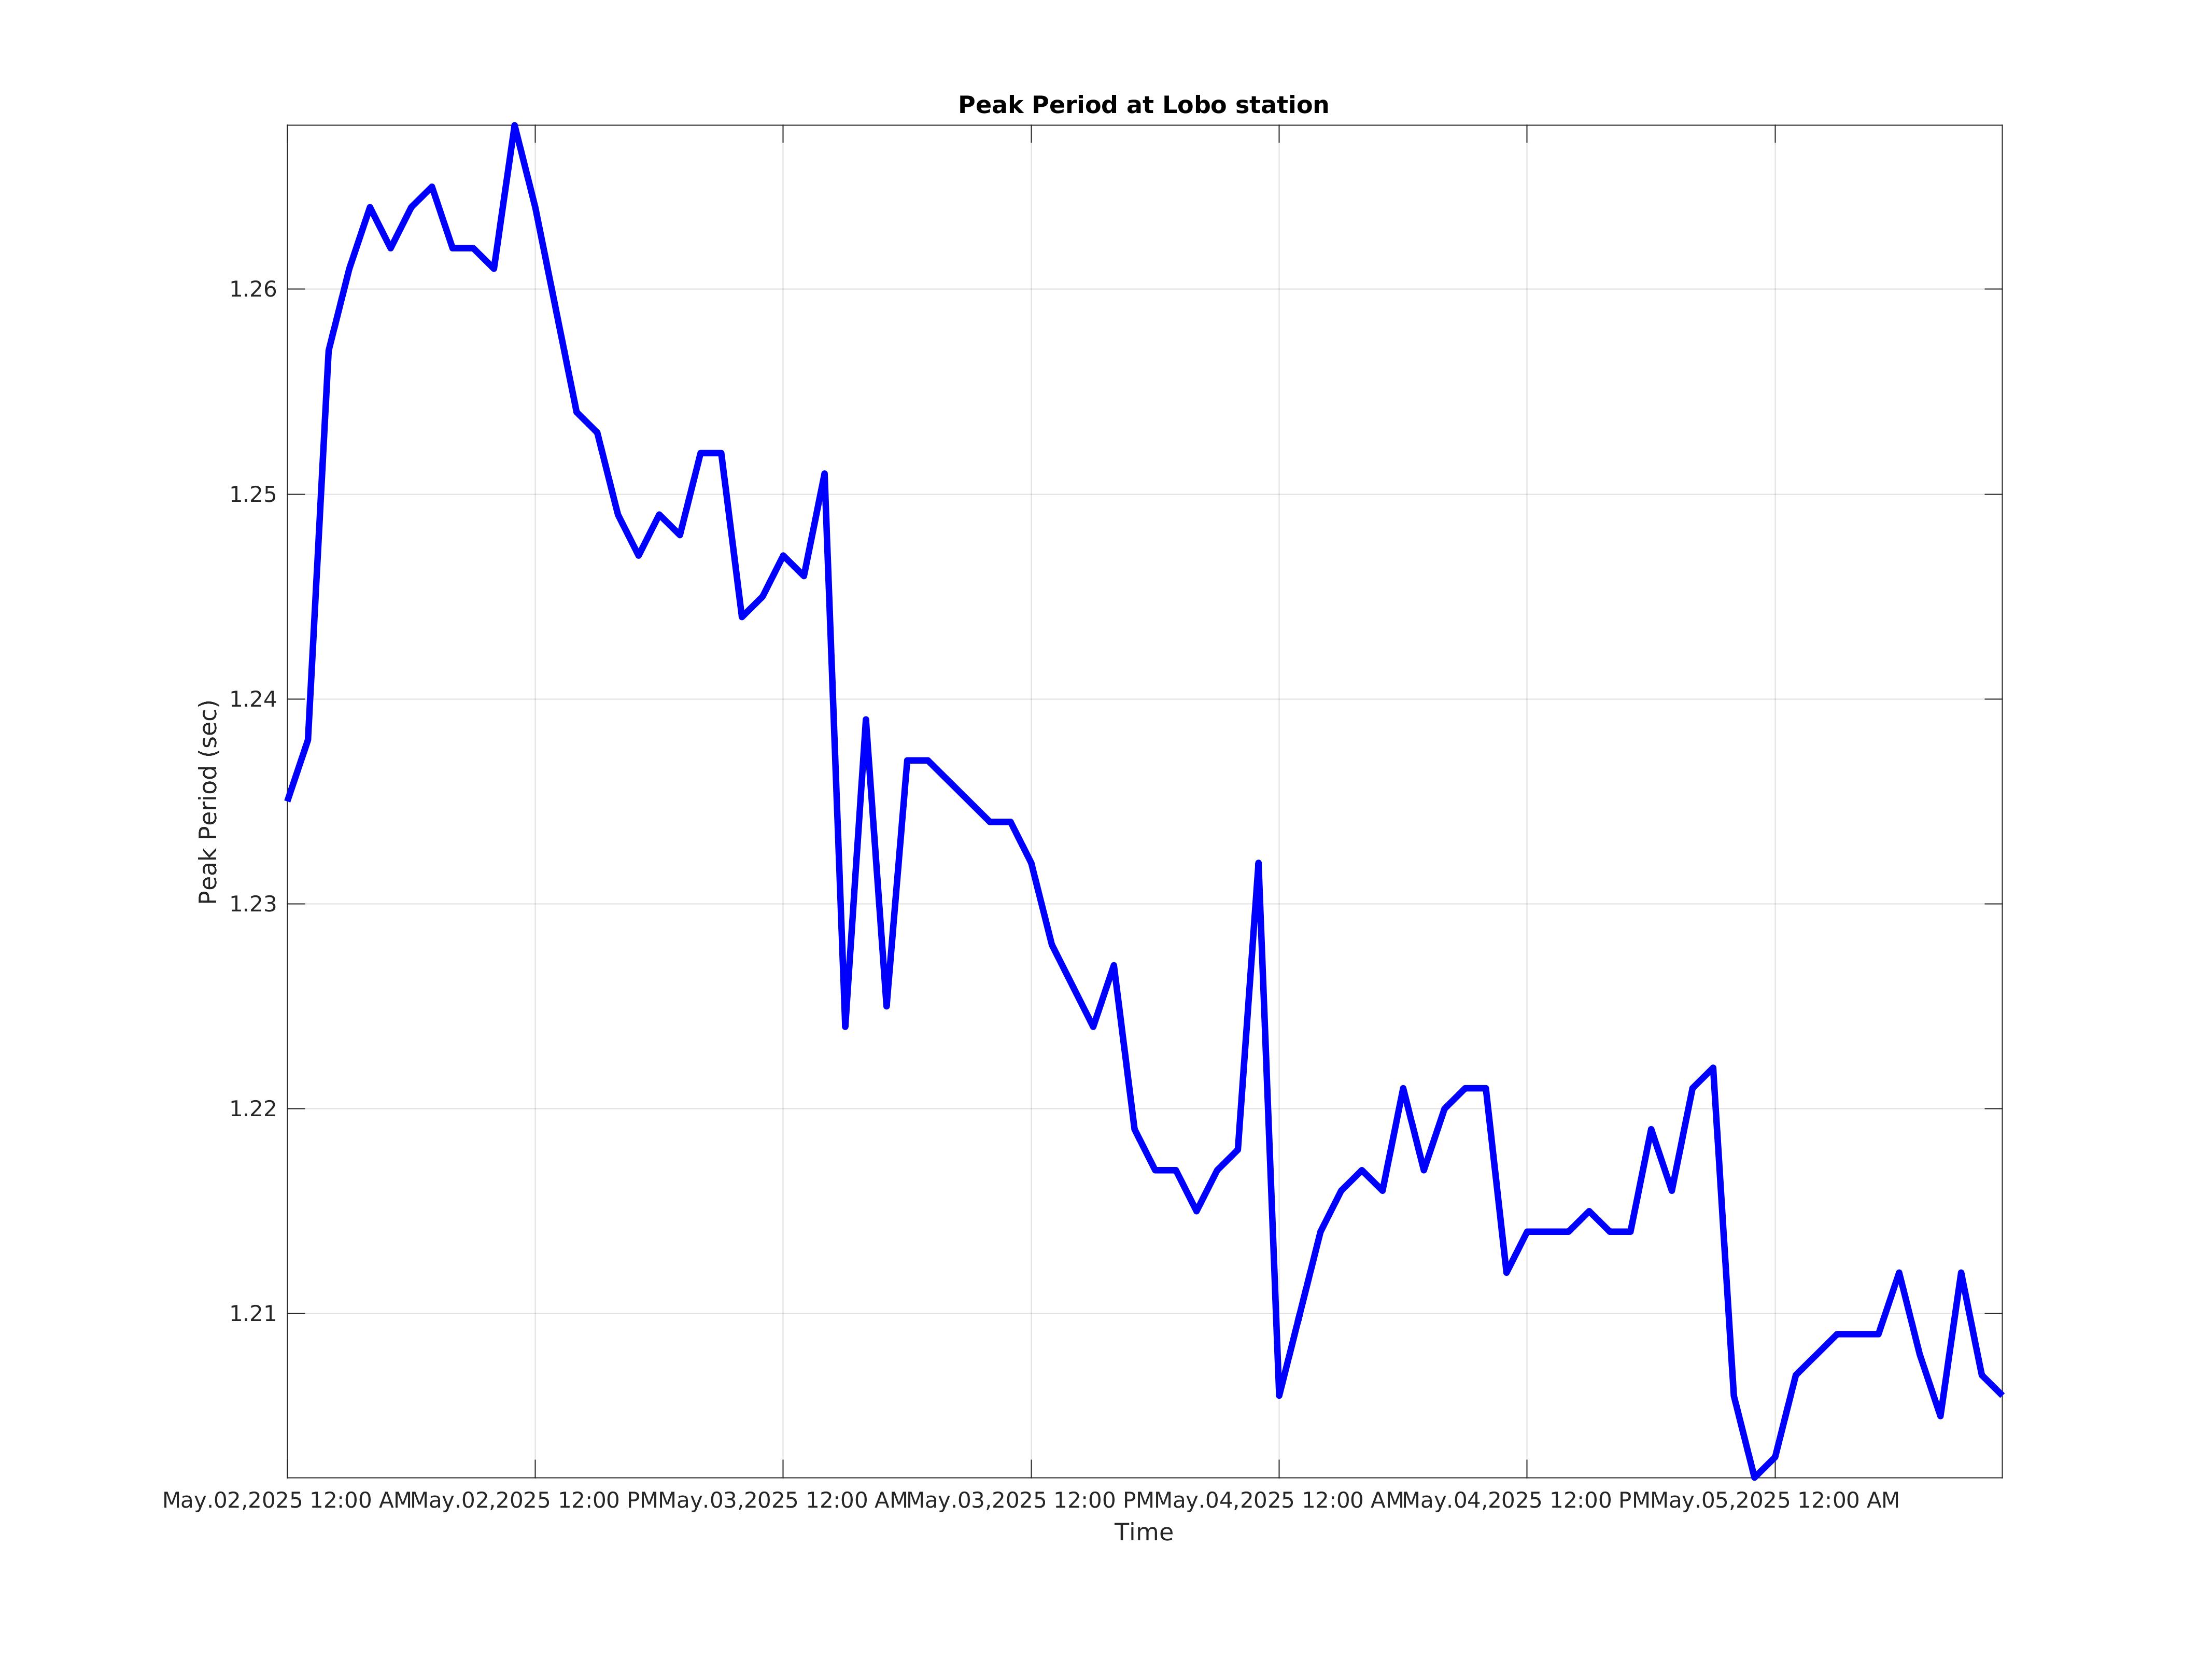 Peak Period at Lobo station
Peak Period (sec)
1.26
1.25
1.24
1.23
1.22
1.21
May.02,2025 12:00 AM May.02,2025 12:00 PM May.03,2025 12:00 AM May.03,2025 12:00 PM May.04,2025 12:00 AM May.04,2025 12:00 PM May.05,2025 12:00 AM
Time